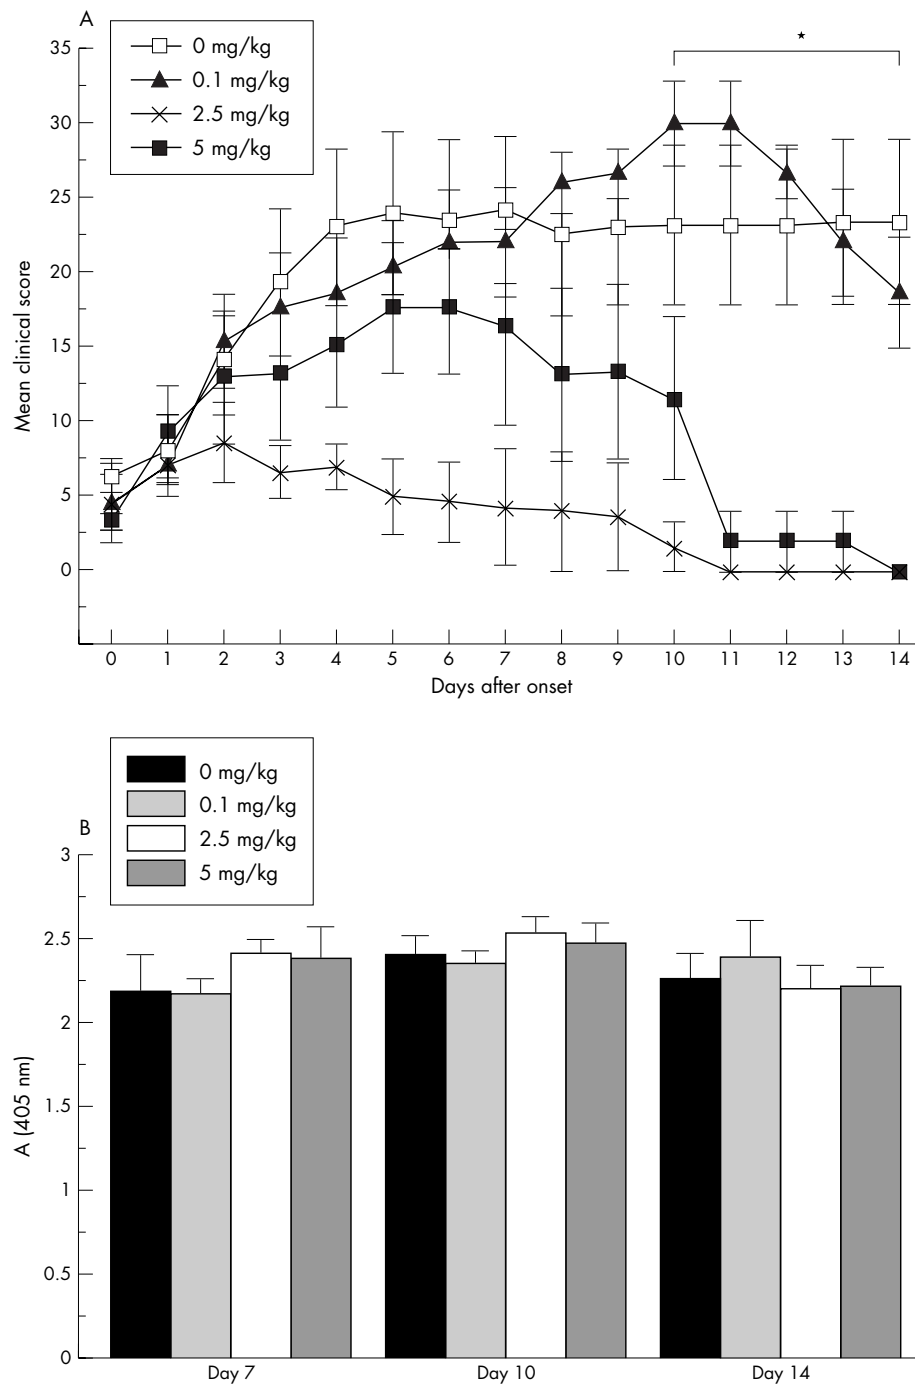 A
0 mg/kg
0.1 mg/kg
2.5 mg/kg
5 mg/kg
★
35
30
25
20
15
10
5
0
Mean clinical score
0 1 2 3 4 5 6 7 8 9 10 11 12 13 14
Days after onset
B
0 mg/kg
0.1 mg/kg
2.5 mg/kg
5 mg/kg
3
2.5
2
1.5
1
0.5
0
A (405 nm)
Day 7 Day 10 Day 14